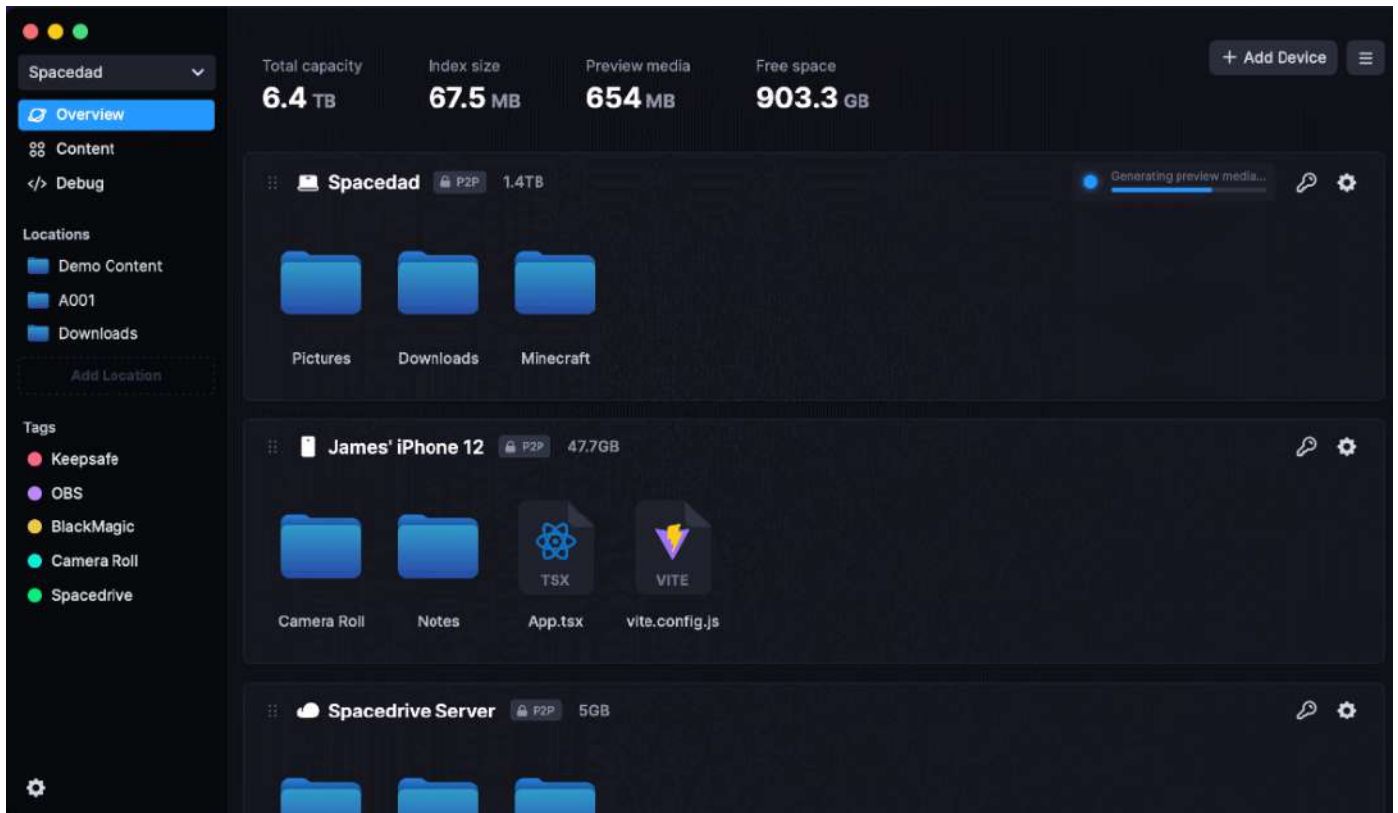 Spacedad
Overview
Content
</> Debug
Locations
Demo Content
A001
Downloads
Add Location
Tags
Keepsafe
OBS
BlackMagic
Camera Roll
Spacedrive
Total capacity
6.4 TB
Index size
67.5 MB
Preview media
654 MB
Free space
903.3 GB
+ Add Device
Spacedad P2P 1.4TB
Generating preview media...
Pictures Downloads Minecraft
James' iPhone 12 P2P 47.7GB
TSX VITE
Camera Roll Notes App.tsx vite.config.js
Spacedrive Server P2P 5GB